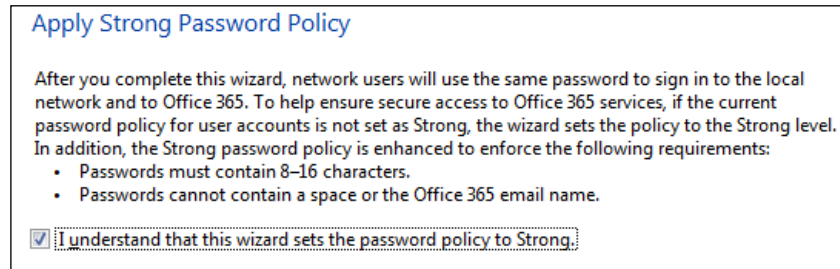 Apply Strong Password Policy
After you complete this wizard, network users will use the same password to sign in to the local
network and to Office 365. To help ensure secure access to Office 365 services, if the current
password policy for user accounts is not set as Strong, the wizard sets the policy to the Strong level.
In addition, the Strong password policy is enhanced to enforce the following requirements:
• Passwords must contain 8–16 characters.
• Passwords cannot contain a space or the Office 365 email name.
I understand that this wizard sets the password policy to Strong.